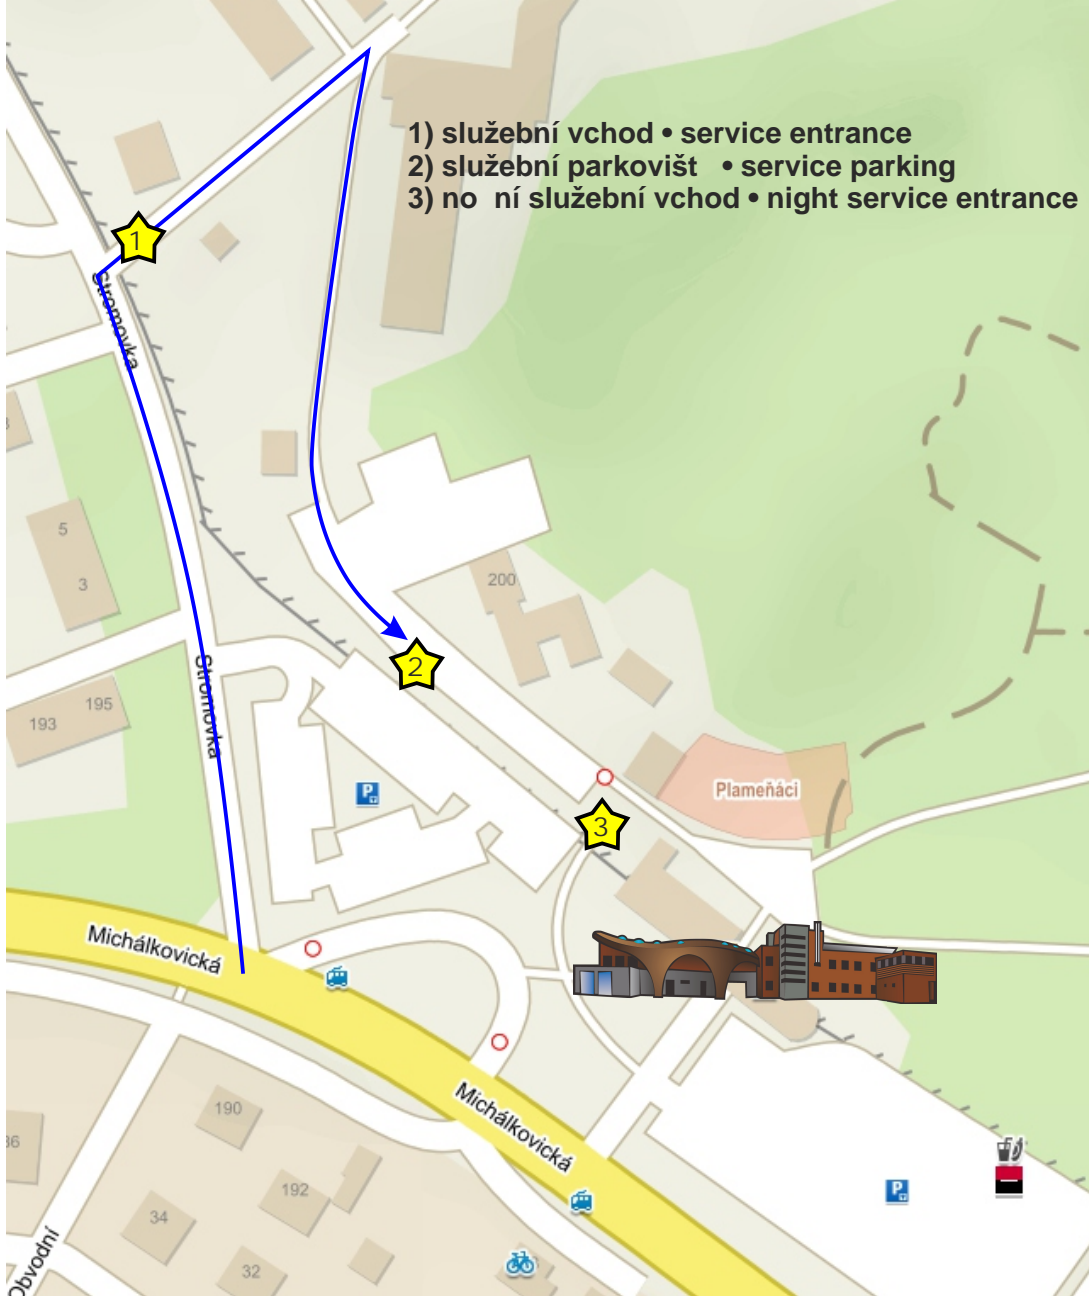 1) služební vchod • service entrance
2) služební parkovišt • service parking
3) no ní služební vchod • night service entrance
1
Stromovka
5
3
200
2
Stromovka
195
193
P
Plameňáci
3
Michálkovická
Michálkovická
190
36
192
P
34
32
Obvodní